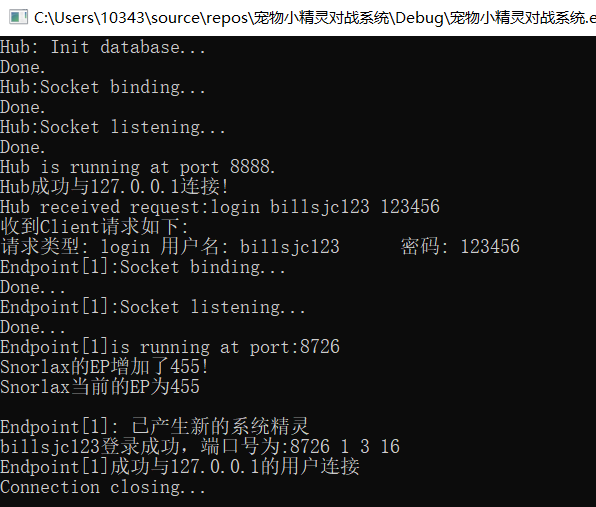 C:\Users\10343\source\repos\宠物小精灵对战系统\Debug\宠物小精灵对战系统.e
Hub: Init database...
Done.
Hub:Socket binding...
Done.
Hub:Socket listening...
Done.
Hub is running at port 8888.
Hub成功与127.0.0.1连接!
Hub received request:login billsjc123 123456
收到Client请求如下:
请求类型: login 用户名: billsjc123      密码: 123456
Endpoint[1]:Socket binding...
Done...
Endpoint[1]:Socket listening...
Done...
Endpoint[1]is running at port:8726
Snorlax的EP增加了455!
Snorlax当前的EP为455
Endpoint[1]: 已产生新的系统精灵
billsjc123登录成功，端口号为:8726 1 3 16
Endpoint[1]成功与127.0.0.1的用户连接
Connection closing...